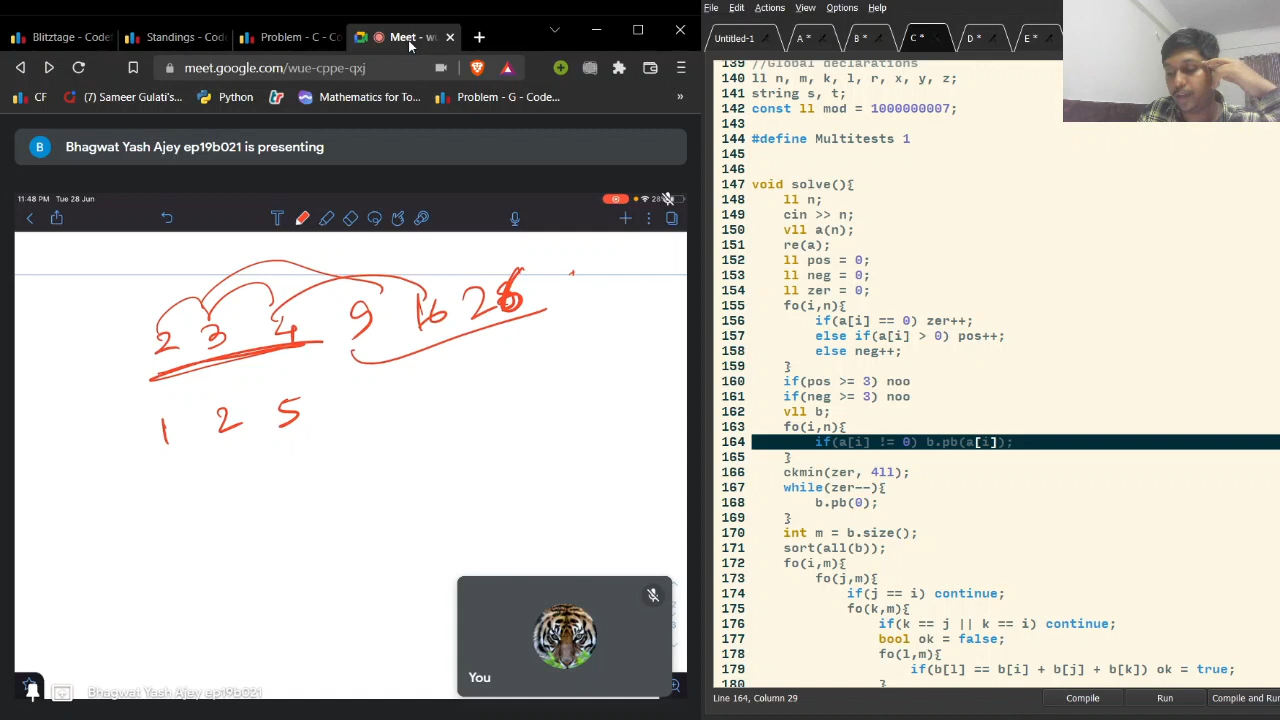 File Edit Actions View Options Help
Blitztage - Codef
Standings - Code
Problem - C - Co
Meet - wu
Untitled-1 A * B * C * D * E *
meet.google.com/wue-cppe-qxj
CF (7) Sameet Gulati's... Python Mathematics for To... Problem - G - Code... »
B Bhagwat Yash Ajey ep19b021 is presenting
11:48 PM Tue 28 Jun 28
2 3 4 9 16 28
1 2 5
You
Bhagwat Yash Ajey ep19b021
139 //Global declarations
140 ll n, m, k, l, r, x, y, z;
141 string s, t;
142 const ll mod = 1000000007;
143
144 #define Multitests 1
145
146
147 void solve(){
148 ll n;
149 cin >> n;
150 vll a(n);
151 re(a);
152 ll pos = 0;
153 ll neg = 0;
154 ll zer = 0;
155 fo(i,n){
156 if(a[i] == 0) zer++;
157 else if(a[i] > 0) pos++;
158 else neg++;
159 }
160 if(pos >= 3) noo
161 if(neg >= 3) noo
162 vll b;
163 fo(i,n){
164 if(a[i] != 0) b.pb(a[i]);
165 }
166 ckmin(zer, 4ll);
167 while(zer--){
168 b.pb(0);
169 }
170 int m = b.size();
171 sort(all(b));
172 fo(i,m){
173 fo(j,m){
174 if(j == i) continue;
175 fo(k,m){
176 if(k == j || k == i) continue;
177 bool ok = false;
178 fo(l,m){
179 if(b[l] == b[i] + b[j] + b[k]) ok = true;
180 }
Line 164, Column 29
Compile Run Compile and Run